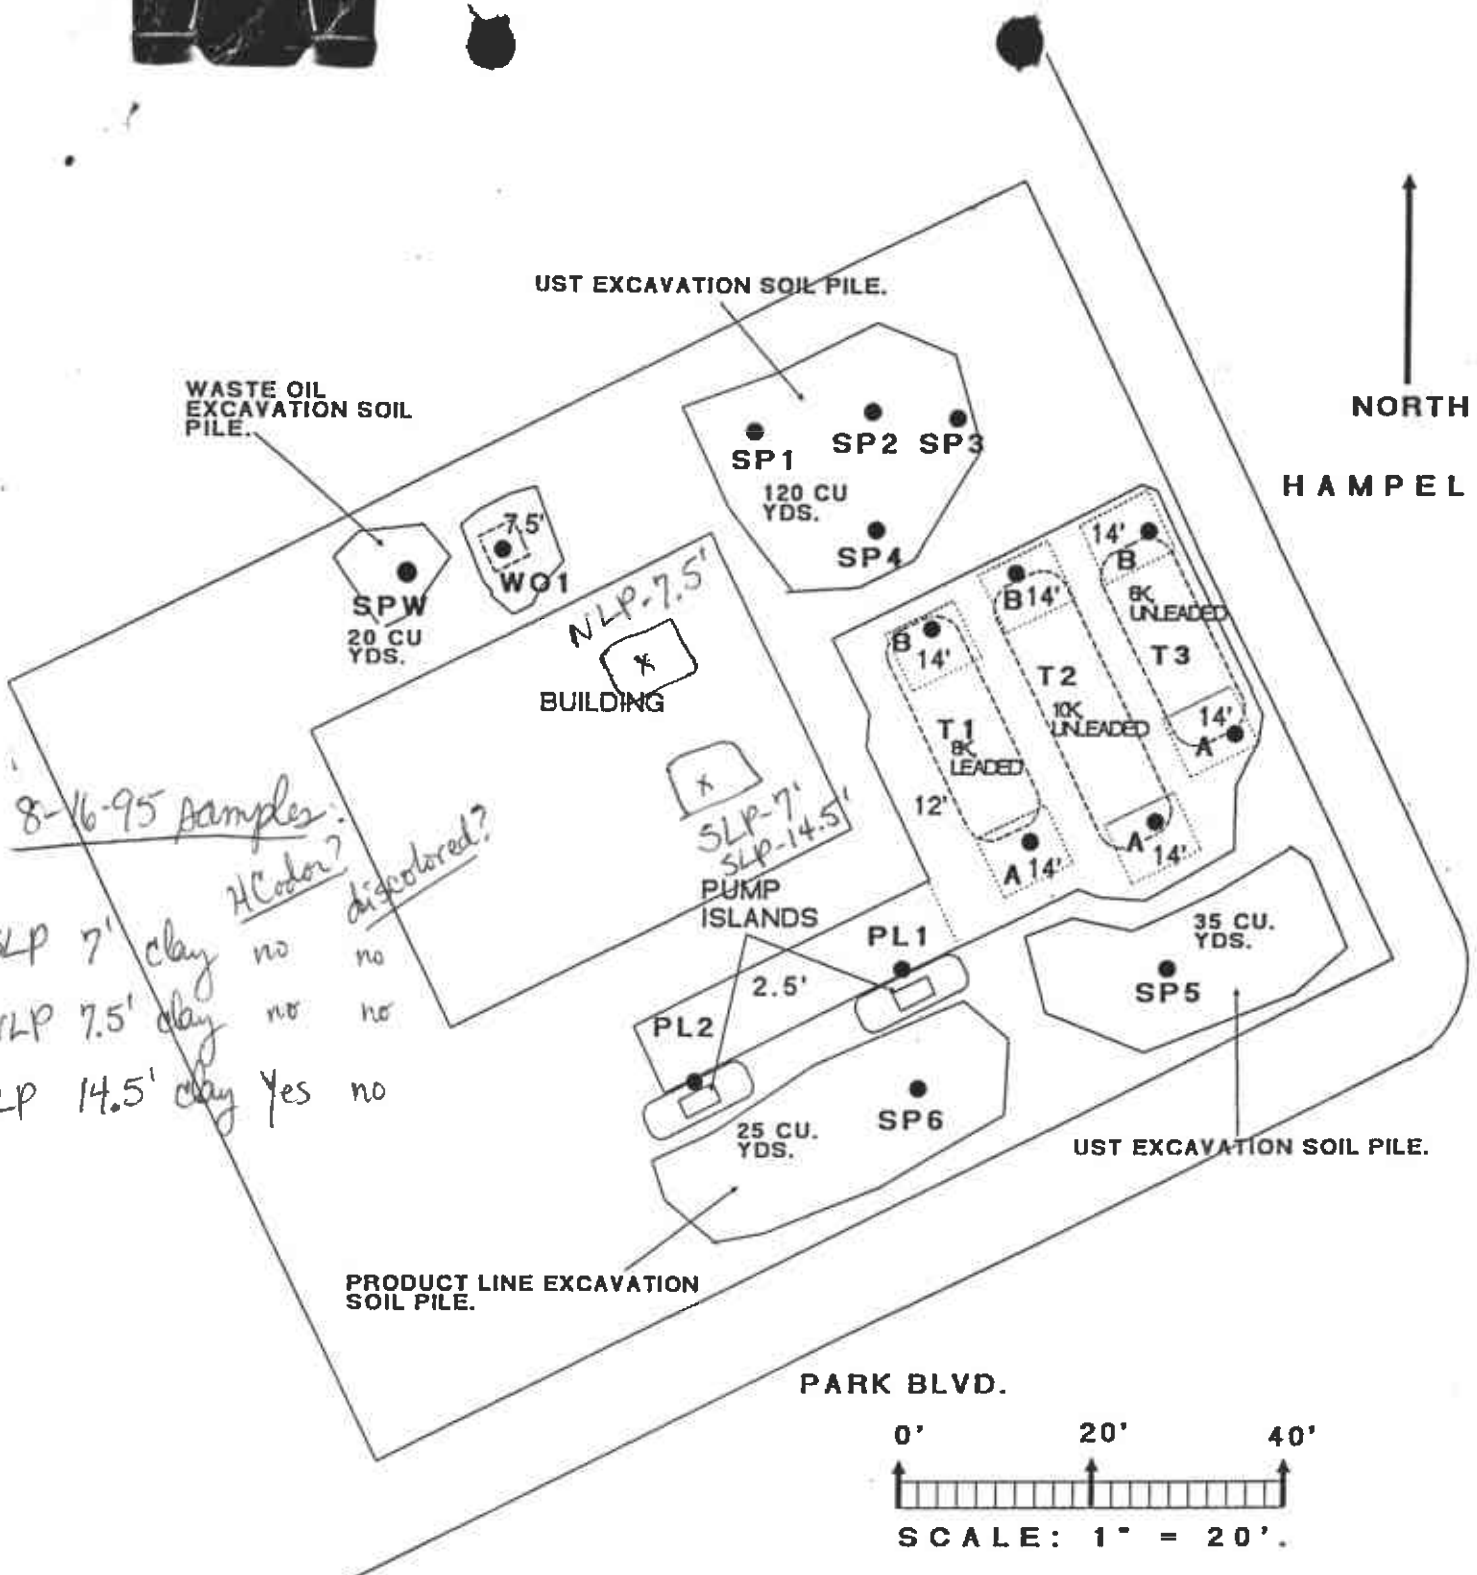 UST EXCAVATION SOIL PILE.
WASTE OIL
EXCAVATION SOIL
PILE.
NORTH
HAMPEL
SP1
SP2
SP3
120 CU
YDS.
SP4
7.5'
WO1
SPW
20 CU
YDS.
NLP-7.5'
BUILDING
SLP-7'
SLP-14.5'
B
14'
T1
8K
LEADED
12'
A 14'
B 14'
T2
10K
UNLEADED
A
14'
14'
B
8K
UNLEADED
T3
14'
A
8-16-95 samples:
HC odor?
discolored?
LP 7' clay no no
LP 7.5' clay no no
LP 14.5' clay Yes no
PUMP
ISLANDS
PL1
2.5'
PL2
35 CU.
YDS.
SP5
SP6
25 CU.
YDS.
UST EXCAVATION SOIL PILE.
PRODUCT LINE EXCAVATION
SOIL PILE.
PARK BLVD.
0' 20' 40'
SCALE: 1" = 20'.